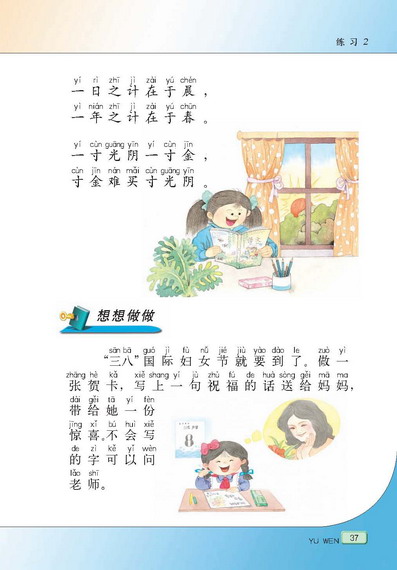 练习 2
yí rì zhī jì zài yú chén
一日之计在于晨，
yì nián zhī jì zài yú chūn
一年之计在于春。
yí cùn guāng yīn yí cùn jīn
一寸光阴一寸金，
cùn jīn nán mǎi cùn guāng yīn
寸金难买寸光阴。
想想做做
sān bā guó jì fù nǚ jié jiù yào dào le zuò yì
“三八”国际妇女节就要到了。做一
zhāng hè kǎ xiě shang yí jù zhù fú de huà sòng gěi mā ma
张贺卡，写上一句祝福的话送给妈妈，
dài gěi tā yí fèn
带给她一份
jīng xǐ bú huì xiě
惊喜。不会写
de zì kě yǐ wèn
的字可以问
lǎo shī
老师。
8
YU WEN 37